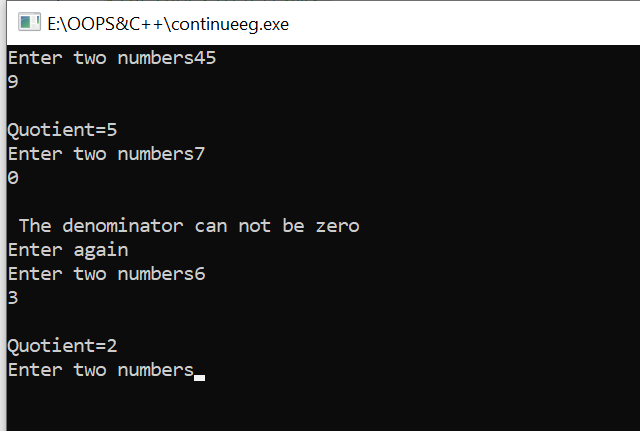 E:\OOPS&C++\continueeg.exe
Enter two numbers45
9
Quotient=5
Enter two numbers7
0
The denominator can not be zero
Enter again
Enter two numbers6
3
Quotient=2
Enter two numbers